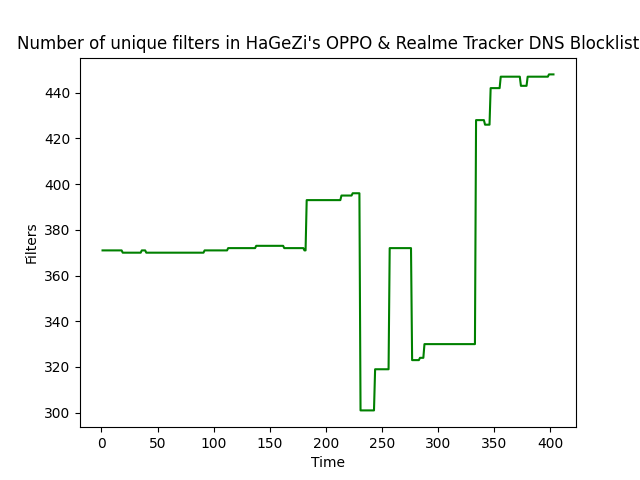 Number of unique filters in HaGeZi's OPPO & Realme Tracker DNS Blocklist
440
420
400
380
360
340
320
300
Filters
0 50 100 150 200 250 300 350 400
Time